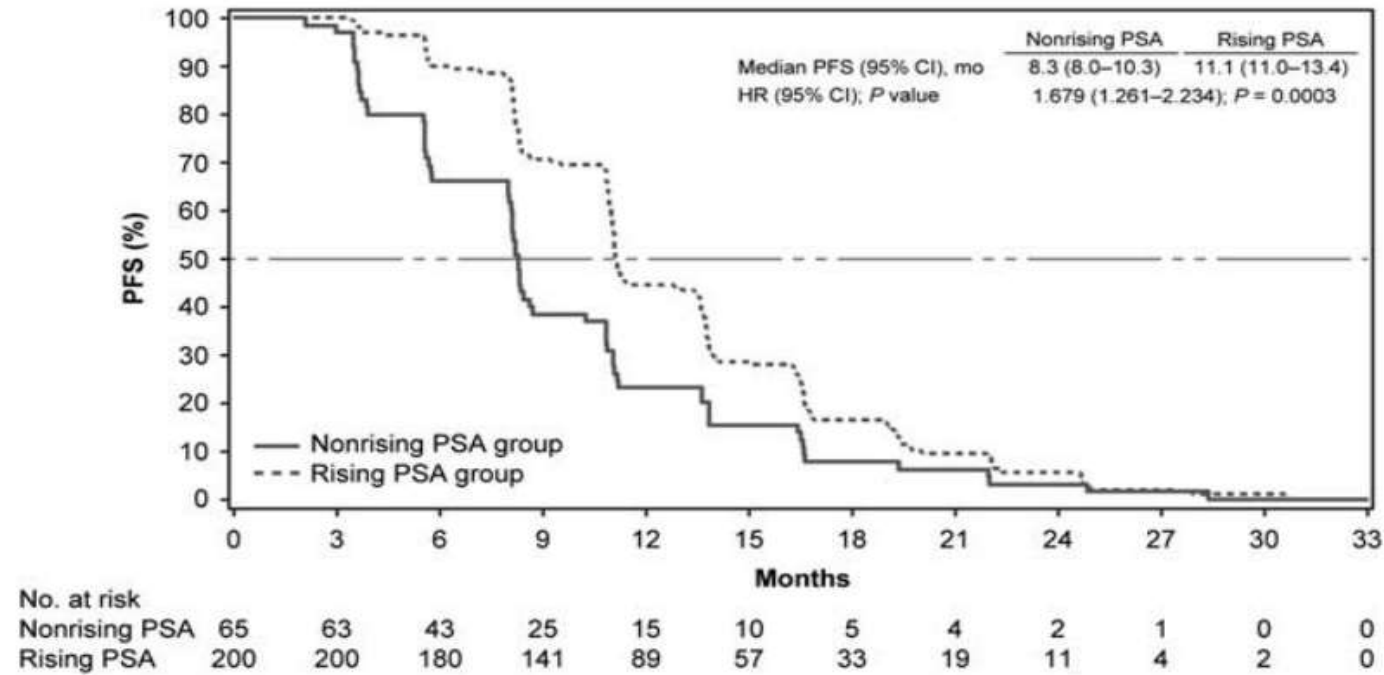 Nonrising PSA Rising PSA
Median PFS (95% CI), mo 8.3 (8.0–10.3) 11.1 (11.0–13.4)
HR (95% CI); P value 1.679 (1.261–2.234); P = 0.0003
PFS (%)
100
90
80
70
60
50
40
30
20
10
0
Nonrising PSA group
Rising PSA group
0 3 6 9 12 15 18 21 24 27 30 33
Months
No. at risk
Nonrising PSA 65 63 43 25 15 10 5 4 2 1 0 0
Rising PSA 200 200 180 141 89 57 33 19 11 4 2 0